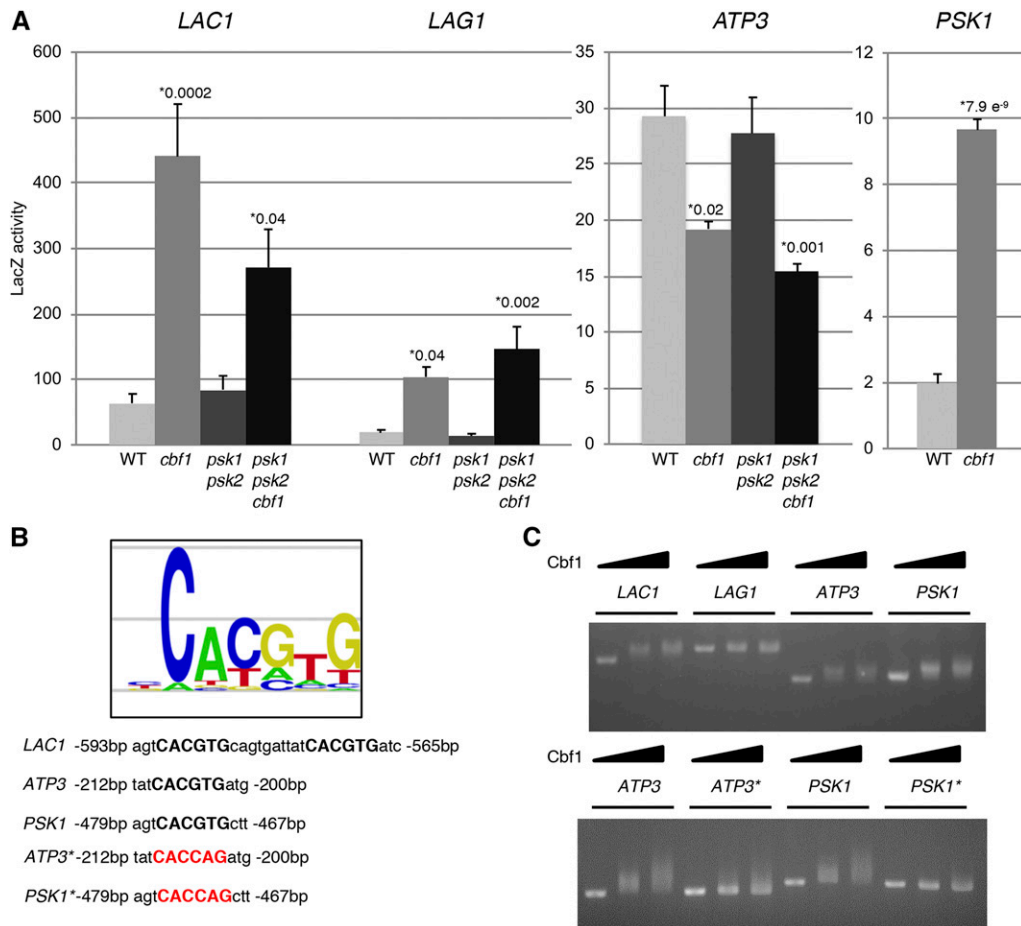 A
LAC1
LAG1
ATP3
PSK1
LacZ activity
600
500
400
300
200
100
0
*0.0002
*0.04
*0.04
*0.002
WT
cbf1
psk1 psk2
psk1 psk2 cbf1
WT
cbf1
psk1 psk2
psk1 psk2 cbf1
35
30
25
20
15
10
5
0
*0.02
*0.001
WT
cbf1
psk1 psk2
psk1 psk2 cbf1
12
10
8
6
4
2
0
*7.9 e-9
WT
cbf1
B
CACGTG
LAC1 -593bp agtCACGTGcagtgattatCACGTGatc -565bp
ATP3 -212bp tatCACGTGatg -200bp
PSK1 -479bp agtCACGTGctt -467bp
ATP3* -212bp tatCACCAGatg -200bp
PSK1* -479bp agtCACCAGctt -467bp
C
Cbf1
LAC1 LAG1 ATP3 PSK1
Cbf1
ATP3 ATP3* PSK1 PSK1*